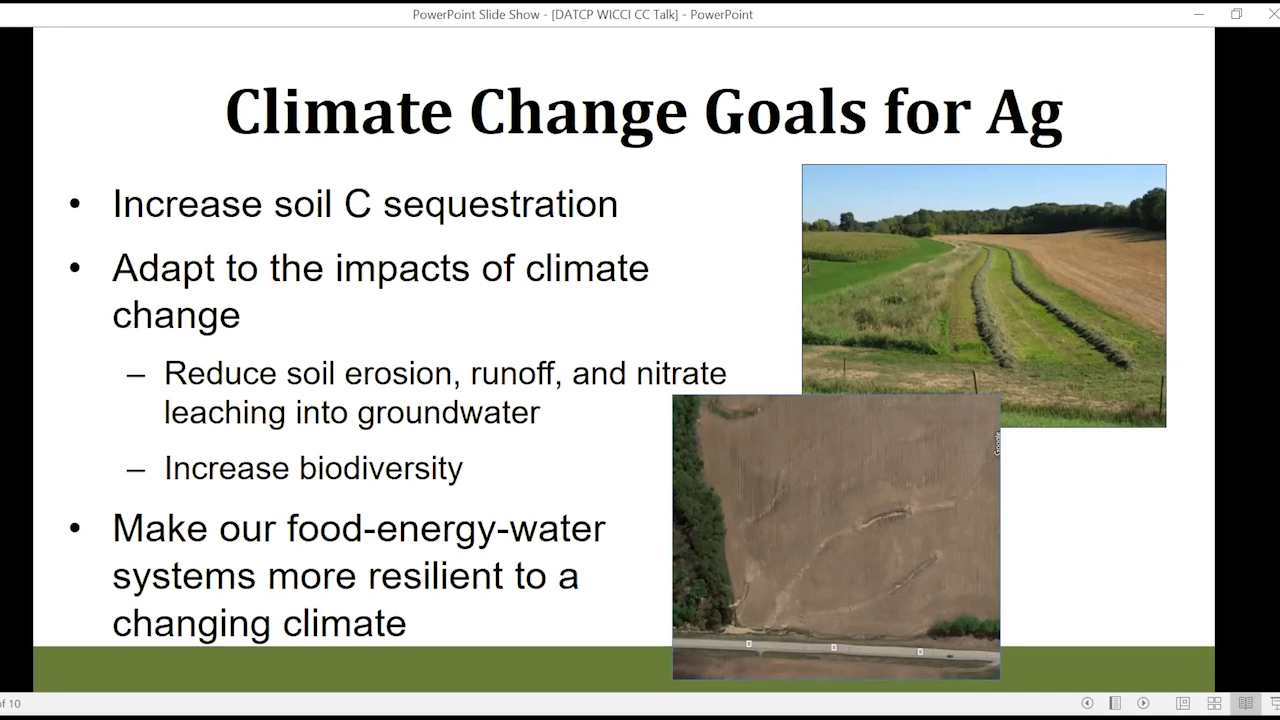 PowerPoint Slide Show - [DATCP WICCI CC Talk] - PowerPoint
Climate Change Goals for Ag
• Increase soil C sequestration
• Adapt to the impacts of climate
change
– Reduce soil erosion, runoff, and nitrate
leaching into groundwater
– Increase biodiversity
• Make our food-energy-water
systems more resilient to a
changing climate
Google
of 10